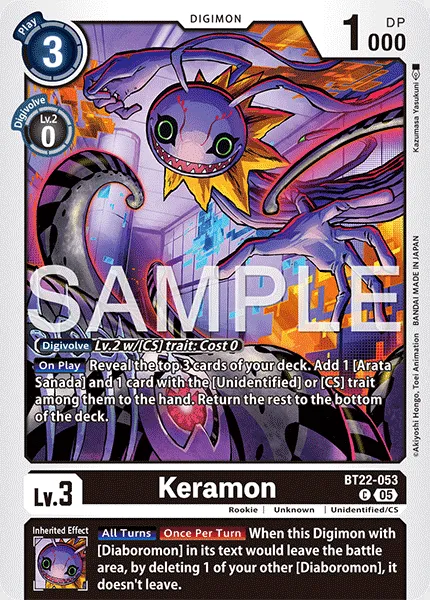 DIGIMON
Play
3
1000
DP
Digivolve
Lv.2
0
Kazumasa Yasukuni
SAMPLE
Digivolve Lv.2 w/[CS] trait: Cost 0
On Play Reveal the top 3 cards of your deck. Add 1 [Arata
Sanada] and 1 card with the [Unidentified] or [CS] trait
among them to the hand. Return the rest to the bottom
of the deck.
©Akiyoshi Hongo, Toei Animation BANDAI MADE IN JAPAN
Lv.3
Keramon
BT22-053
C 05
Rookie | Unknown | Unidentified/CS
Inherited Effect
All Turns Once Per Turn When this Digimon with
[Diaboromon] in its text would leave the battle
area, by deleting 1 of your other [Diaboromon], it
doesn't leave.